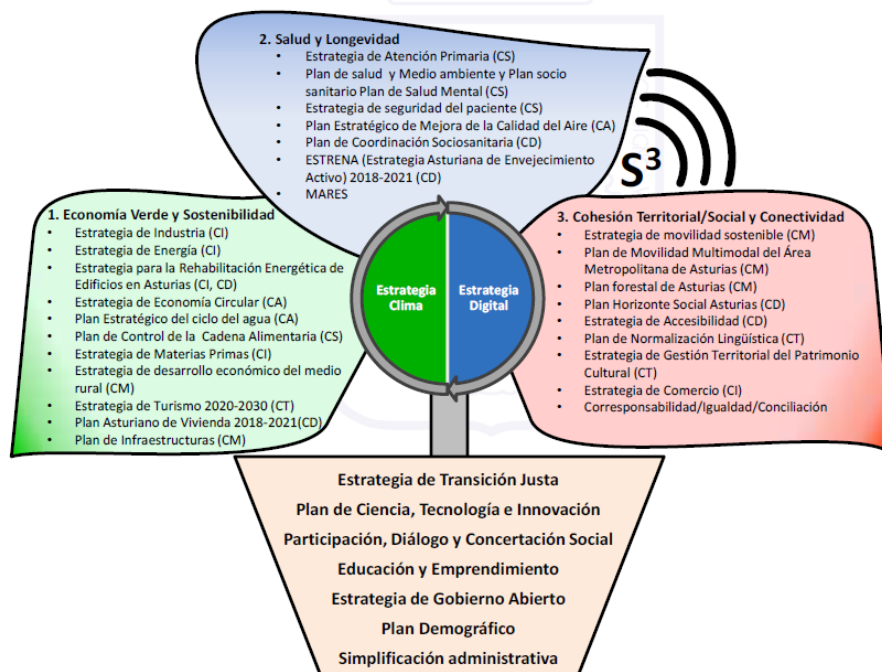 2. Salud y Longevidad
• Estrategia de Atención Primaria (CS)
• Plan de salud y Medio ambiente y Plan socio
sanitario Plan de Salud Mental (CS)
• Estrategia de seguridad del paciente (CS)
• Plan Estratégico de Mejora de la Calidad del Aire (CA)
• Plan de Coordinación Sociosanitaria (CD)
• ESTRENA (Estrategia Asturiana de Envejecimiento
Activo) 2018-2021 (CD)
• MARES
S³
1. Economía Verde y Sostenibilidad
• Estrategia de Industria (CI)
• Estrategia de Energía (CI)
• Estrategia para la Rehabilitación Energética de
Edificios en Asturias (CI, CD)
• Estrategia de Economía Circular (CA)
• Plan Estratégico del ciclo del agua (CA)
• Plan de Control de la Cadena Alimentaria (CS)
• Estrategia de Materias Primas (CI)
• Estrategia de desarrollo económico del medio
rural (CM)
• Estrategia de Turismo 2020-2030 (CT)
• Plan Asturiano de Vivienda 2018-2021(CD)
• Plan de Infraestructuras (CM)
Estrategia
Clima
Estrategia
Digital
3. Cohesión Territorial/Social y Conectividad
• Estrategia de movilidad sostenible (CM)
• Plan de Movilidad Multimodal del Área
Metropolitana de Asturias (CM)
• Plan forestal de Asturias (CM)
• Plan Horizonte Social Asturias (CD)
• Estrategia de Accesibilidad (CD)
• Plan de Normalización Lingüística (CT)
• Estrategia de Gestión Territorial del Patrimonio
Cultural (CT)
• Estrategia de Comercio (CI)
• Corresponsabilidad/Igualdad/Conciliación
Estrategia de Transición Justa
Plan de Ciencia, Tecnología e Innovación
Participación, Diálogo y Concertación Social
Educación y Emprendimiento
Estrategia de Gobierno Abierto
Plan Demográfico
Simplificación administrativa